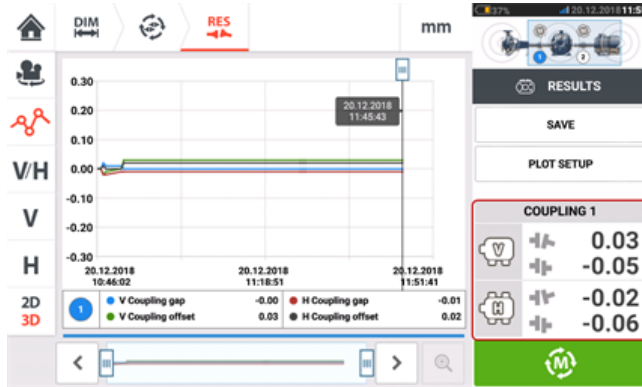 DIM
RES
mm
37%
20.12.2018 11:5
1
2
RESULTS
SAVE
PLOT SETUP
V/H
V
H
2D
3D
0.30
0.20
0.10
0.00
-0.10
-0.20
-0.30
20.12.2018
11:45:43
20.12.2018
10:46:02
20.12.2018
11:18:51
20.12.2018
11:51:41
1
V Coupling gap -0.00
H Coupling gap -0.01
V Coupling offset 0.03
H Coupling offset 0.02
COUPLING 1
V
0.03
-0.05
H
-0.02
-0.06
M